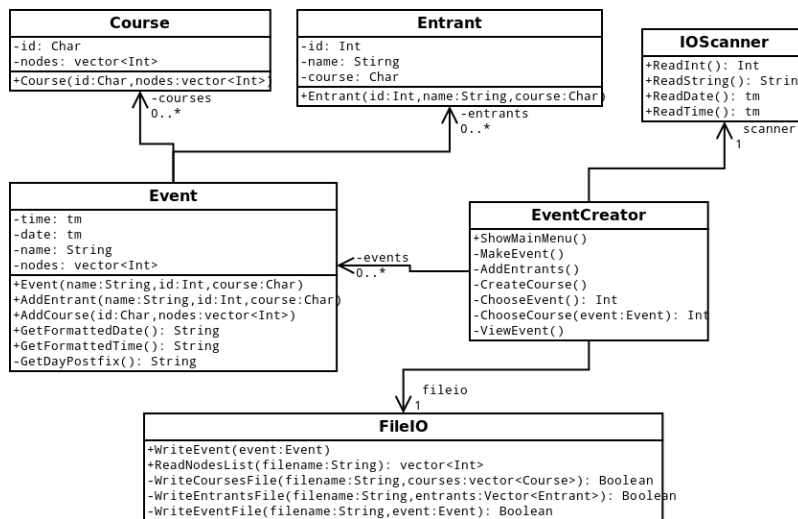 Course
-id: Char
-nodes: vector<Int>
+Course(id:Char,nodes:vector<Int>)
-courses
0..*
Entrant
-id: Int
-name: Stirng
-course: Char
+Entrant(id:Int,name:String,course:Char)
-entrants
0..*
IOScanner
+ReadInt(): Int
+ReadString(): Strin
+ReadDate(): tm
+ReadTime(): tm
scanner
1
Event
-time: tm
-date: tm
-name: String
-nodes: vector<Int>
+Event(name:String,id:Int,course:Char)
+AddEntrant(name:String,id:Int,course:Char)
+AddCourse(id:Char,nodes:vector<Int>)
+GetFormattedDate(): String
+GetFormattedTime(): String
-GetDayPostfix(): String
-events
0..*
EventCreator
+ShowMainMenu()
-MakeEvent()
-AddEntrants()
-CreateCourse()
-ChooseEvent(): Int
-ChooseCourse(event:Event): Int
-ViewEvent()
fileio
1
FileIO
+WriteEvent(event:Event)
+ReadNodesList(filename:String): vector<Int>
-WriteCoursesFile(filename:String,courses:vector<Course>): Boolean
-WriteEntrantsFile(filename:String,entrants:Vector<Entrant>): Boolean
-WriteEventFile(filename:String,event:Event): Boolean